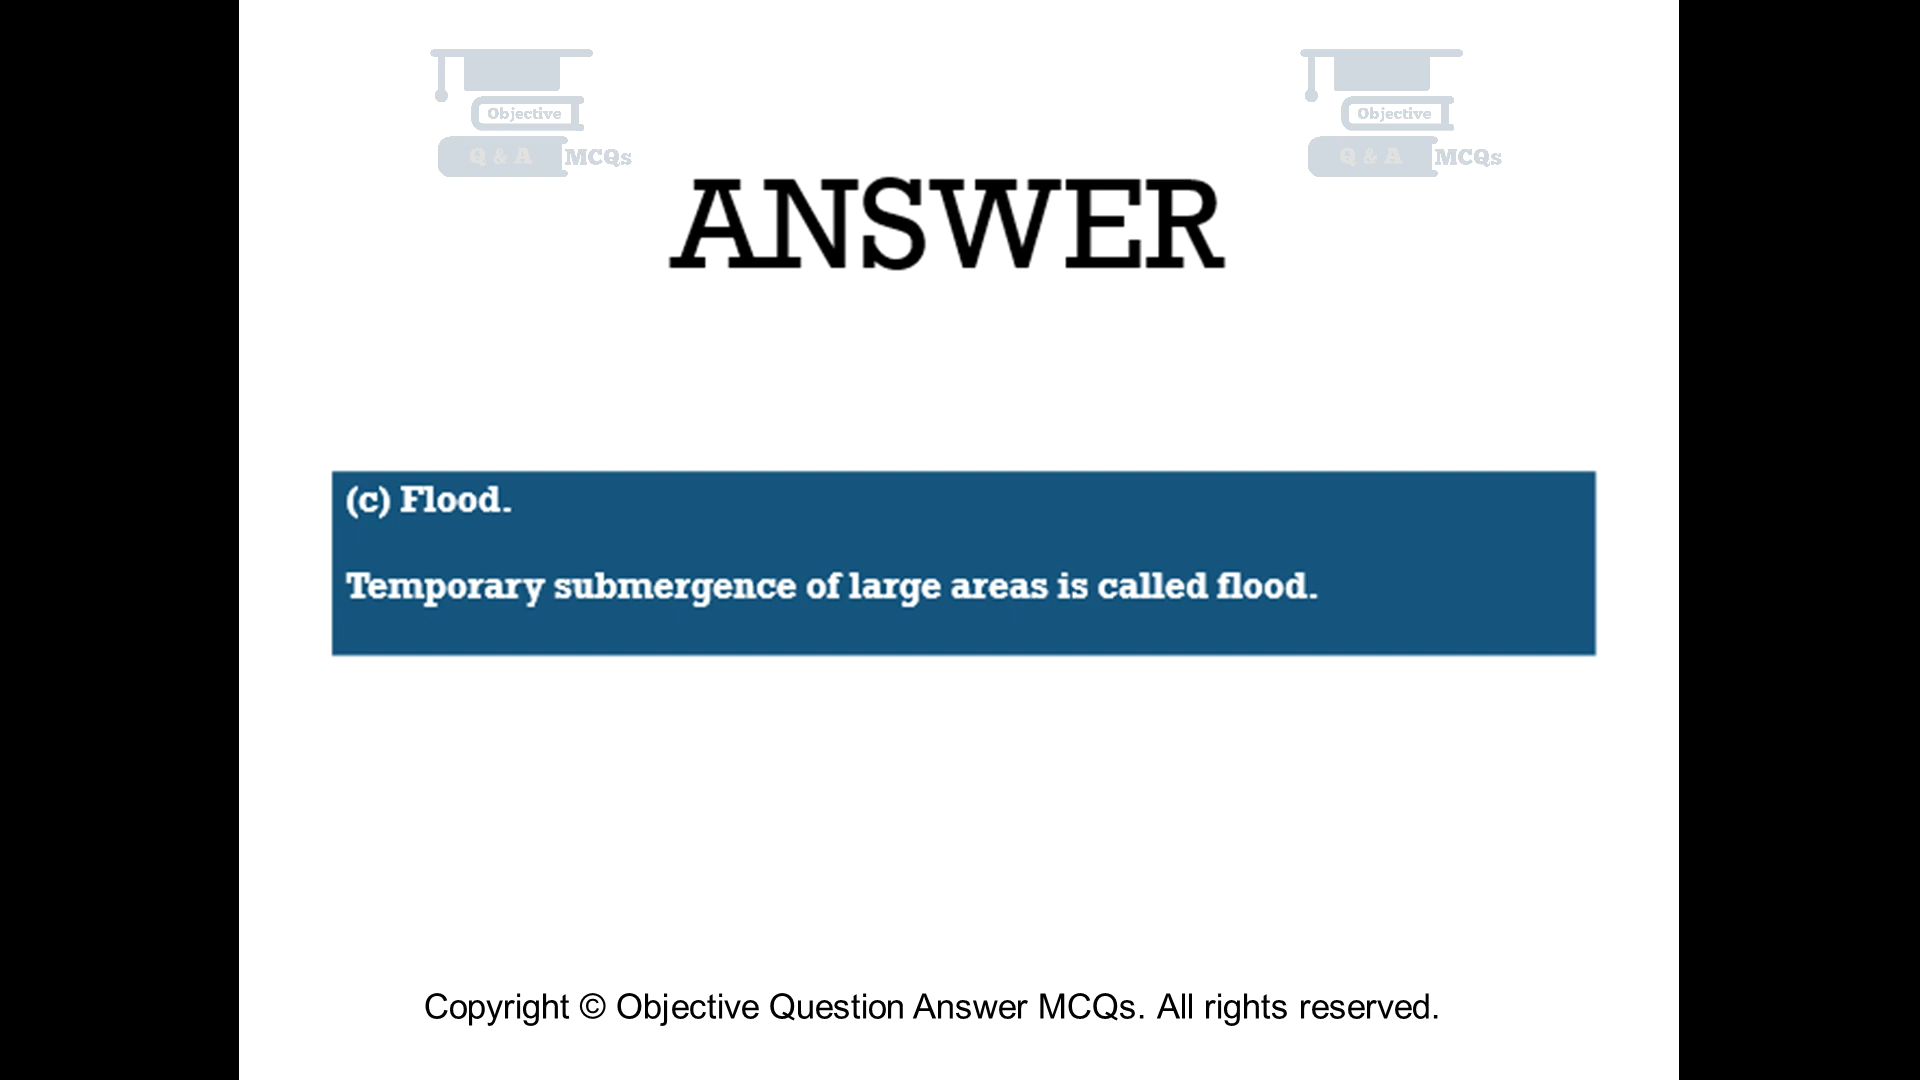 Objective
Q & A MCQs
Objective
Q & A MCQs
ANSWER
(c) Flood.
Temporary submergence of large areas is called flood.
Copyright © Objective Question Answer MCQs. All rights reserved.